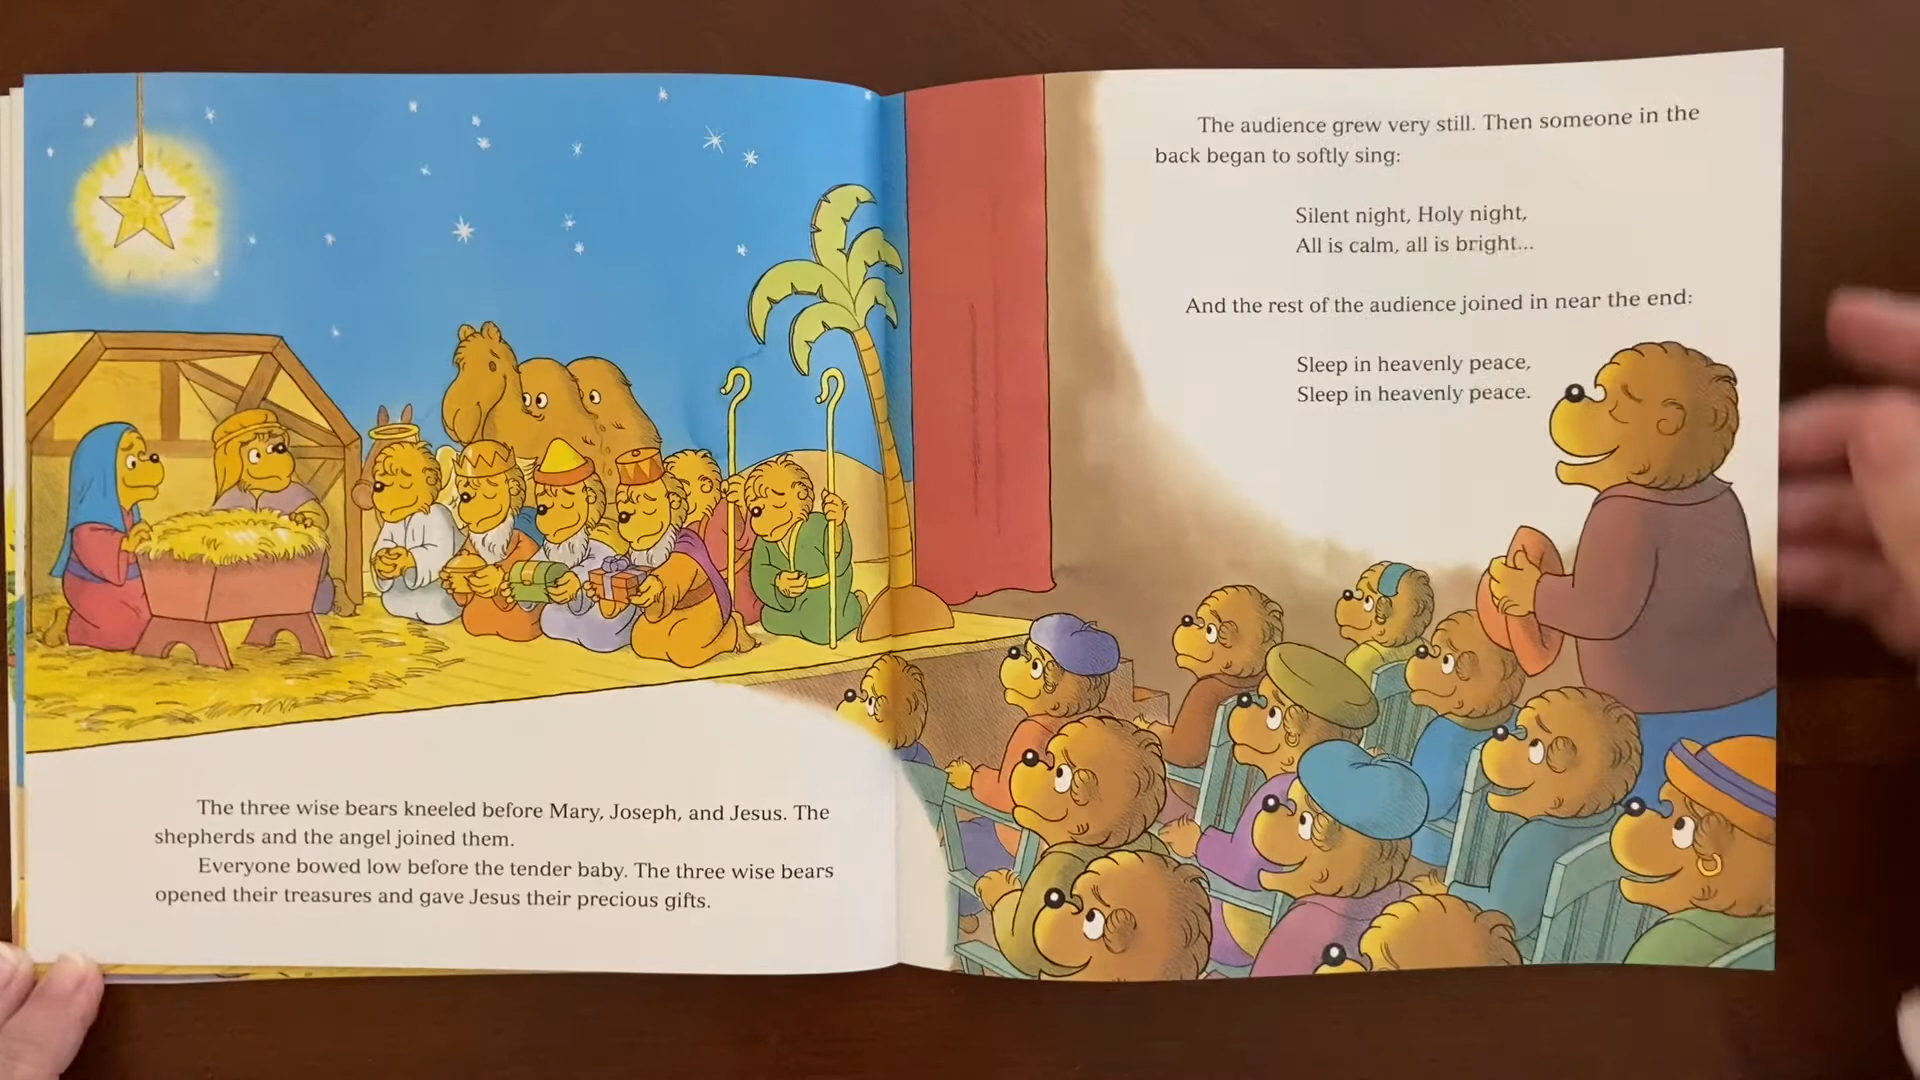 The three wise bears kneeled before Mary, Joseph, and Jesus. The
shepherds and the angel joined them.
Everyone bowed low before the tender baby. The three wise bears
opened their treasures and gave Jesus their precious gifts.
The audience grew very still. Then someone in the
back began to softly sing:
Silent night, Holy night,
All is calm, all is bright...
And the rest of the audience joined in near the end:
Sleep in heavenly peace,
Sleep in heavenly peace.